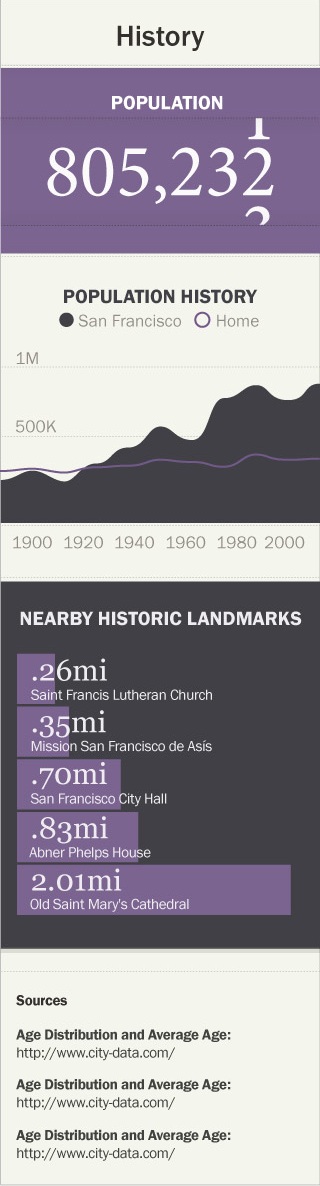 History
POPULATION
805,232
POPULATION HISTORY
San Francisco Home
1M
500K
1900 1920 1940 1960 1980 2000
NEARBY HISTORIC LANDMARKS
.26mi
Saint Francis Lutheran Church
.35mi
Mission San Francisco de Asís
.70mi
San Francisco City Hall
.83mi
Abner Phelps House
2.01mi
Old Saint Mary's Cathedral
Sources
Age Distribution and Average Age:
http://www.city-data.com/
Age Distribution and Average Age:
http://www.city-data.com/
Age Distribution and Average Age:
http://www.city-data.com/